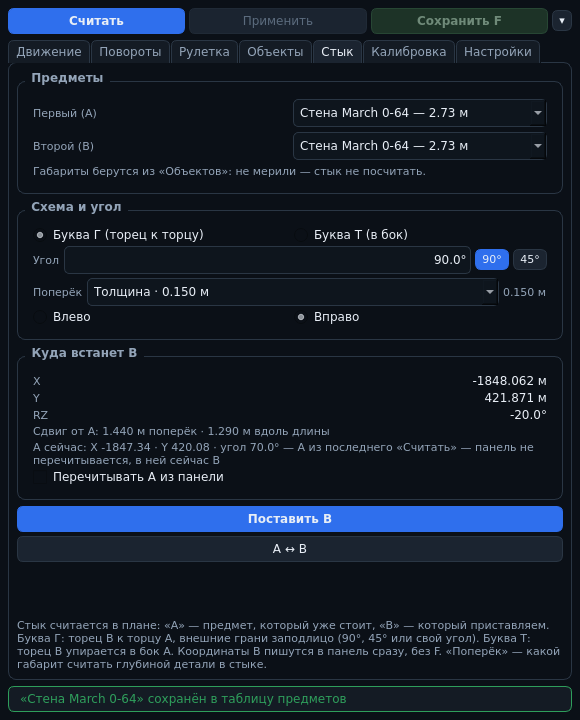 Считать
Применить
Сохранить F
▾
Движение
Повороты
Рулетка
Объекты
Стык
Калибровка
Настройки
Предметы
Первый (A)
Стена March 0-64 — 2.73 м
Второй (B)
Стена March 0-64 — 2.73 м
Габариты берутся из «Объектов»: не мерили — стык не посчитать.
Схема и угол
Буква Г (торец к торцу)
Буква Т (в бок)
Угол
90.0°
90°
45°
Поперёк
Толщина · 0.150 м
0.150 м
Влево
Вправо
Куда встанет B
X
-1848.062 м
Y
421.871 м
RZ
-20.0°
Сдвиг от A: 1.440 м поперёк · 1.290 м вдоль длины
A сейчас: X -1847.34 · Y 420.08 · угол 70.0° — A из последнего «Считать» — панель не
перечитывается, в ней сейчас B
Перечитывать A из панели
Поставить B
A ↔ B
Стык считается в плане: «A» — предмет, который уже стоит, «B» — который приставляем.
Буква Г: торец B к торцу A, внешние грани заподлицо (90°, 45° или свой угол). Буква Т:
торец B упирается в бок A. Координаты B пишутся в панель сразу, без F. «Поперёк» — какой
габарит считать глубиной детали в стыке.
«Стена March 0-64» сохранён в таблицу предметов